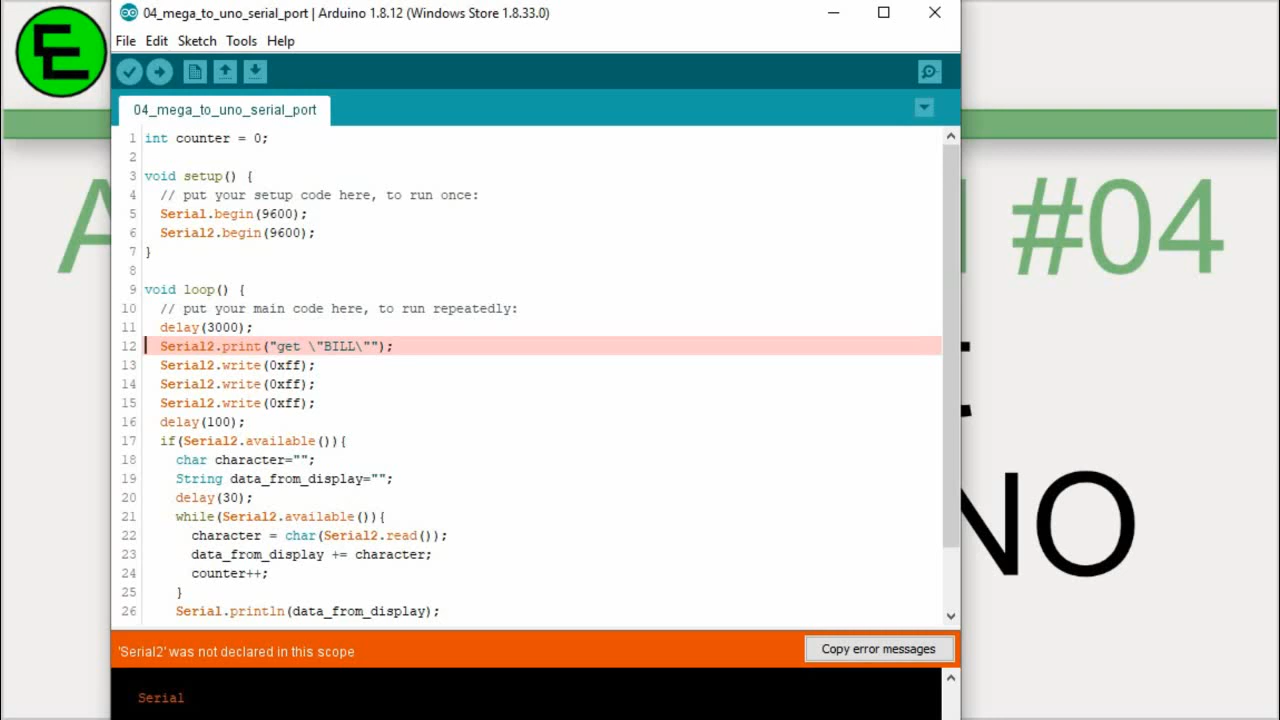 04_mega_to_uno_serial_port | Arduino 1.8.12 (Windows Store 1.8.33.0)
File Edit Sketch Tools Help
04_mega_to_uno_serial_port
1 int counter = 0;
2
3 void setup() {
4 // put your setup code here, to run once:
5 Serial.begin(9600);
6 Serial2.begin(9600);
7 }
8
9 void loop() {
10 // put your main code here, to run repeatedly:
11 delay(3000);
12 Serial2.print("get \"BILL\"");
13 Serial2.write(0xff);
14 Serial2.write(0xff);
15 Serial2.write(0xff);
16 delay(100);
17 if(Serial2.available()){
18 char character="";
19 String data_from_display="";
20 delay(30);
21 while(Serial2.available()){
22 character = char(Serial2.read());
23 data_from_display += character;
24 counter++;
25 }
26 Serial.println(data_from_display);
'Serial2' was not declared in this scope
Copy error messages
Serial
#04
NO